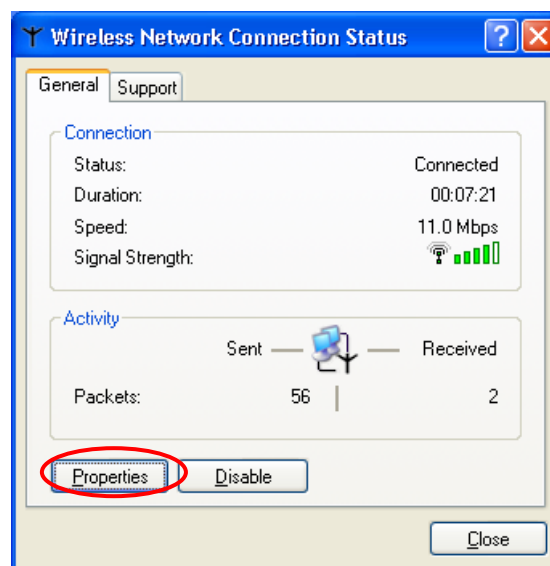 Wireless Network Connection Status
General Support
Connection
Status: Connected
Duration: 00:07:21
Speed: 11.0 Mbps
Signal Strength:
Activity
Sent Received
Packets: 56 2
Properties Disable
Close